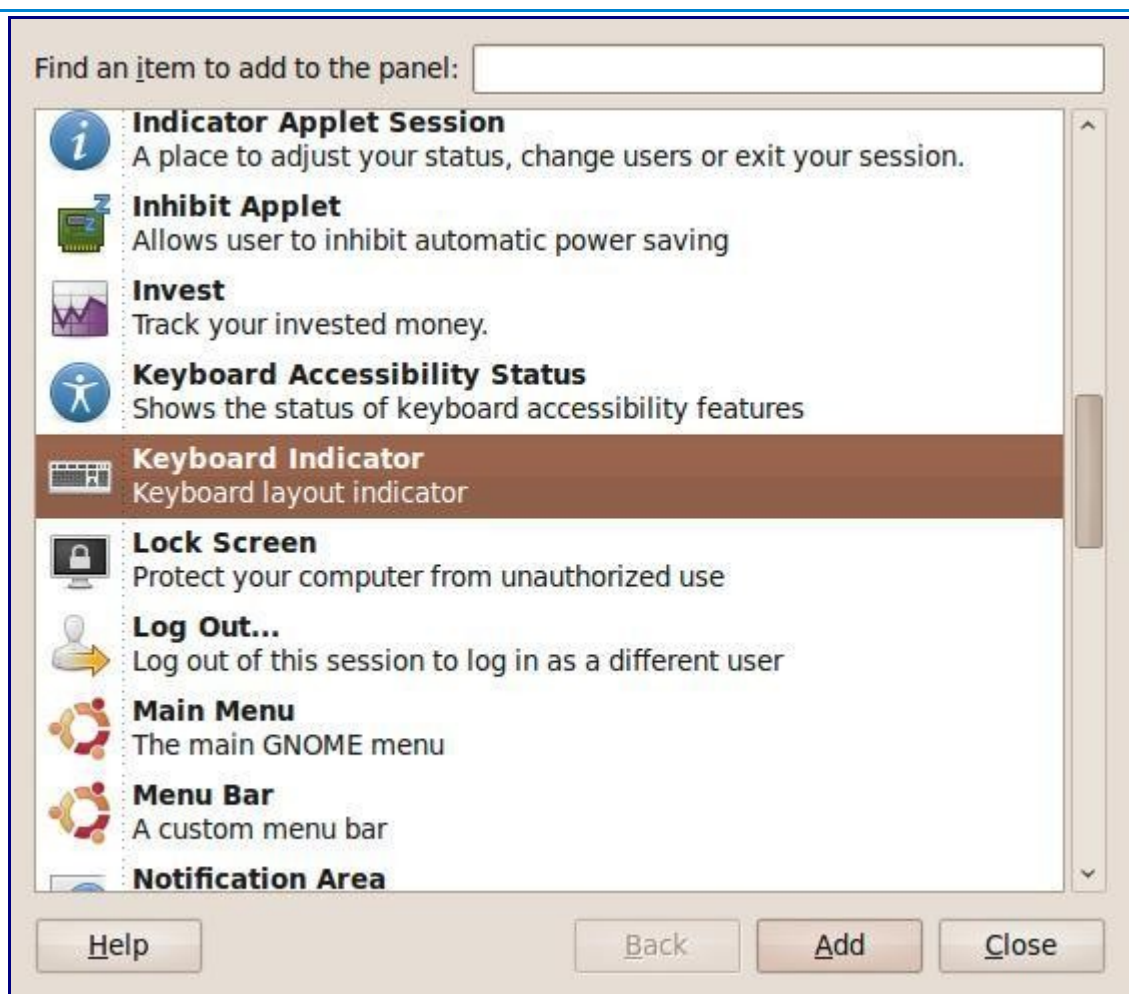 Find an item to add to the panel:
Indicator Applet Session
A place to adjust your status, change users or exit your session.
Inhibit Applet
Allows user to inhibit automatic power saving
Invest
Track your invested money.
Keyboard Accessibility Status
Shows the status of keyboard accessibility features
Keyboard Indicator
Keyboard layout indicator
Lock Screen
Protect your computer from unauthorized use
Log Out...
Log out of this session to log in as a different user
Main Menu
The main GNOME menu
Menu Bar
A custom menu bar
Notification Area
Help Back Add Close